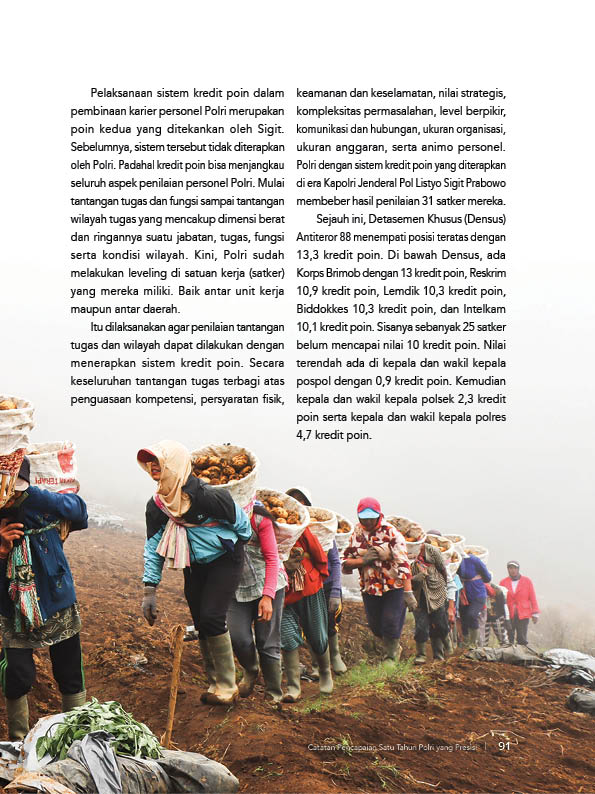 Pelaksanaan sistem kredit poin dalam
pembinaan karier personel Polri merupakan
poin kedua yang ditekankan oleh Sigit.
Sebelumnya, sistem tersebut tidak diterapkan
oleh Polri. Padahal kredit poin bisa menjangkau
seluruh aspek penilaian personel Polri. Mulai
tantangan tugas dan fungsi sampai tantangan
wilayah tugas yang mencakup dimensi berat
dan ringannya suatu jabatan, tugas, fungsi
serta kondisi wilayah. Kini, Polri sudah
melakukan leveling di satuan kerja (satker)
yang mereka miliki. Baik antar unit kerja
maupun antar daerah.
Itu dilaksanakan agar penilaian tantangan
tugas dan wilayah dapat dilakukan dengan
menerapkan sistem kredit poin. Secara
keseluruhan tantangan tugas terbagi atas
penguasaan kompetensi, persyaratan fisik,
keamanan dan keselamatan, nilai strategis,
kompleksitas permasalahan, level berpikir,
komunikasi dan hubungan, ukuran organisasi,
ukuran anggaran, serta animo personel.
Polri dengan sistem kredit poin yang diterapkan
di era Kapolri Jenderal Pol Listyo Sigit Prabowo
membeber hasil penilaian 31 satker mereka.
Sejauh ini, Detasemen Khusus (Densus)
Antiteror 88 menempati posisi teratas dengan
13,3 kredit poin. Di bawah Densus, ada
Korps Brimob dengan 13 kredit poin, Reskrim
10,9 kredit poin, Lemdik 10,3 kredit poin,
Biddokkes 10,3 kredit poin, dan Intelkam
10,1 kredit poin. Sisanya sebanyak 25 satker
belum mencapai nilai 10 kredit poin. Nilai
terendah ada di kepala dan wakil kepala
pospol dengan 0,9 kredit poin. Kemudian
kepala dan wakil kepala polsek 2,3 kredit
poin serta kepala dan wakil kepala polres
4,7 kredit poin.
Catatan Pencapaian Satu Tahun Polri yang Presisi | 91